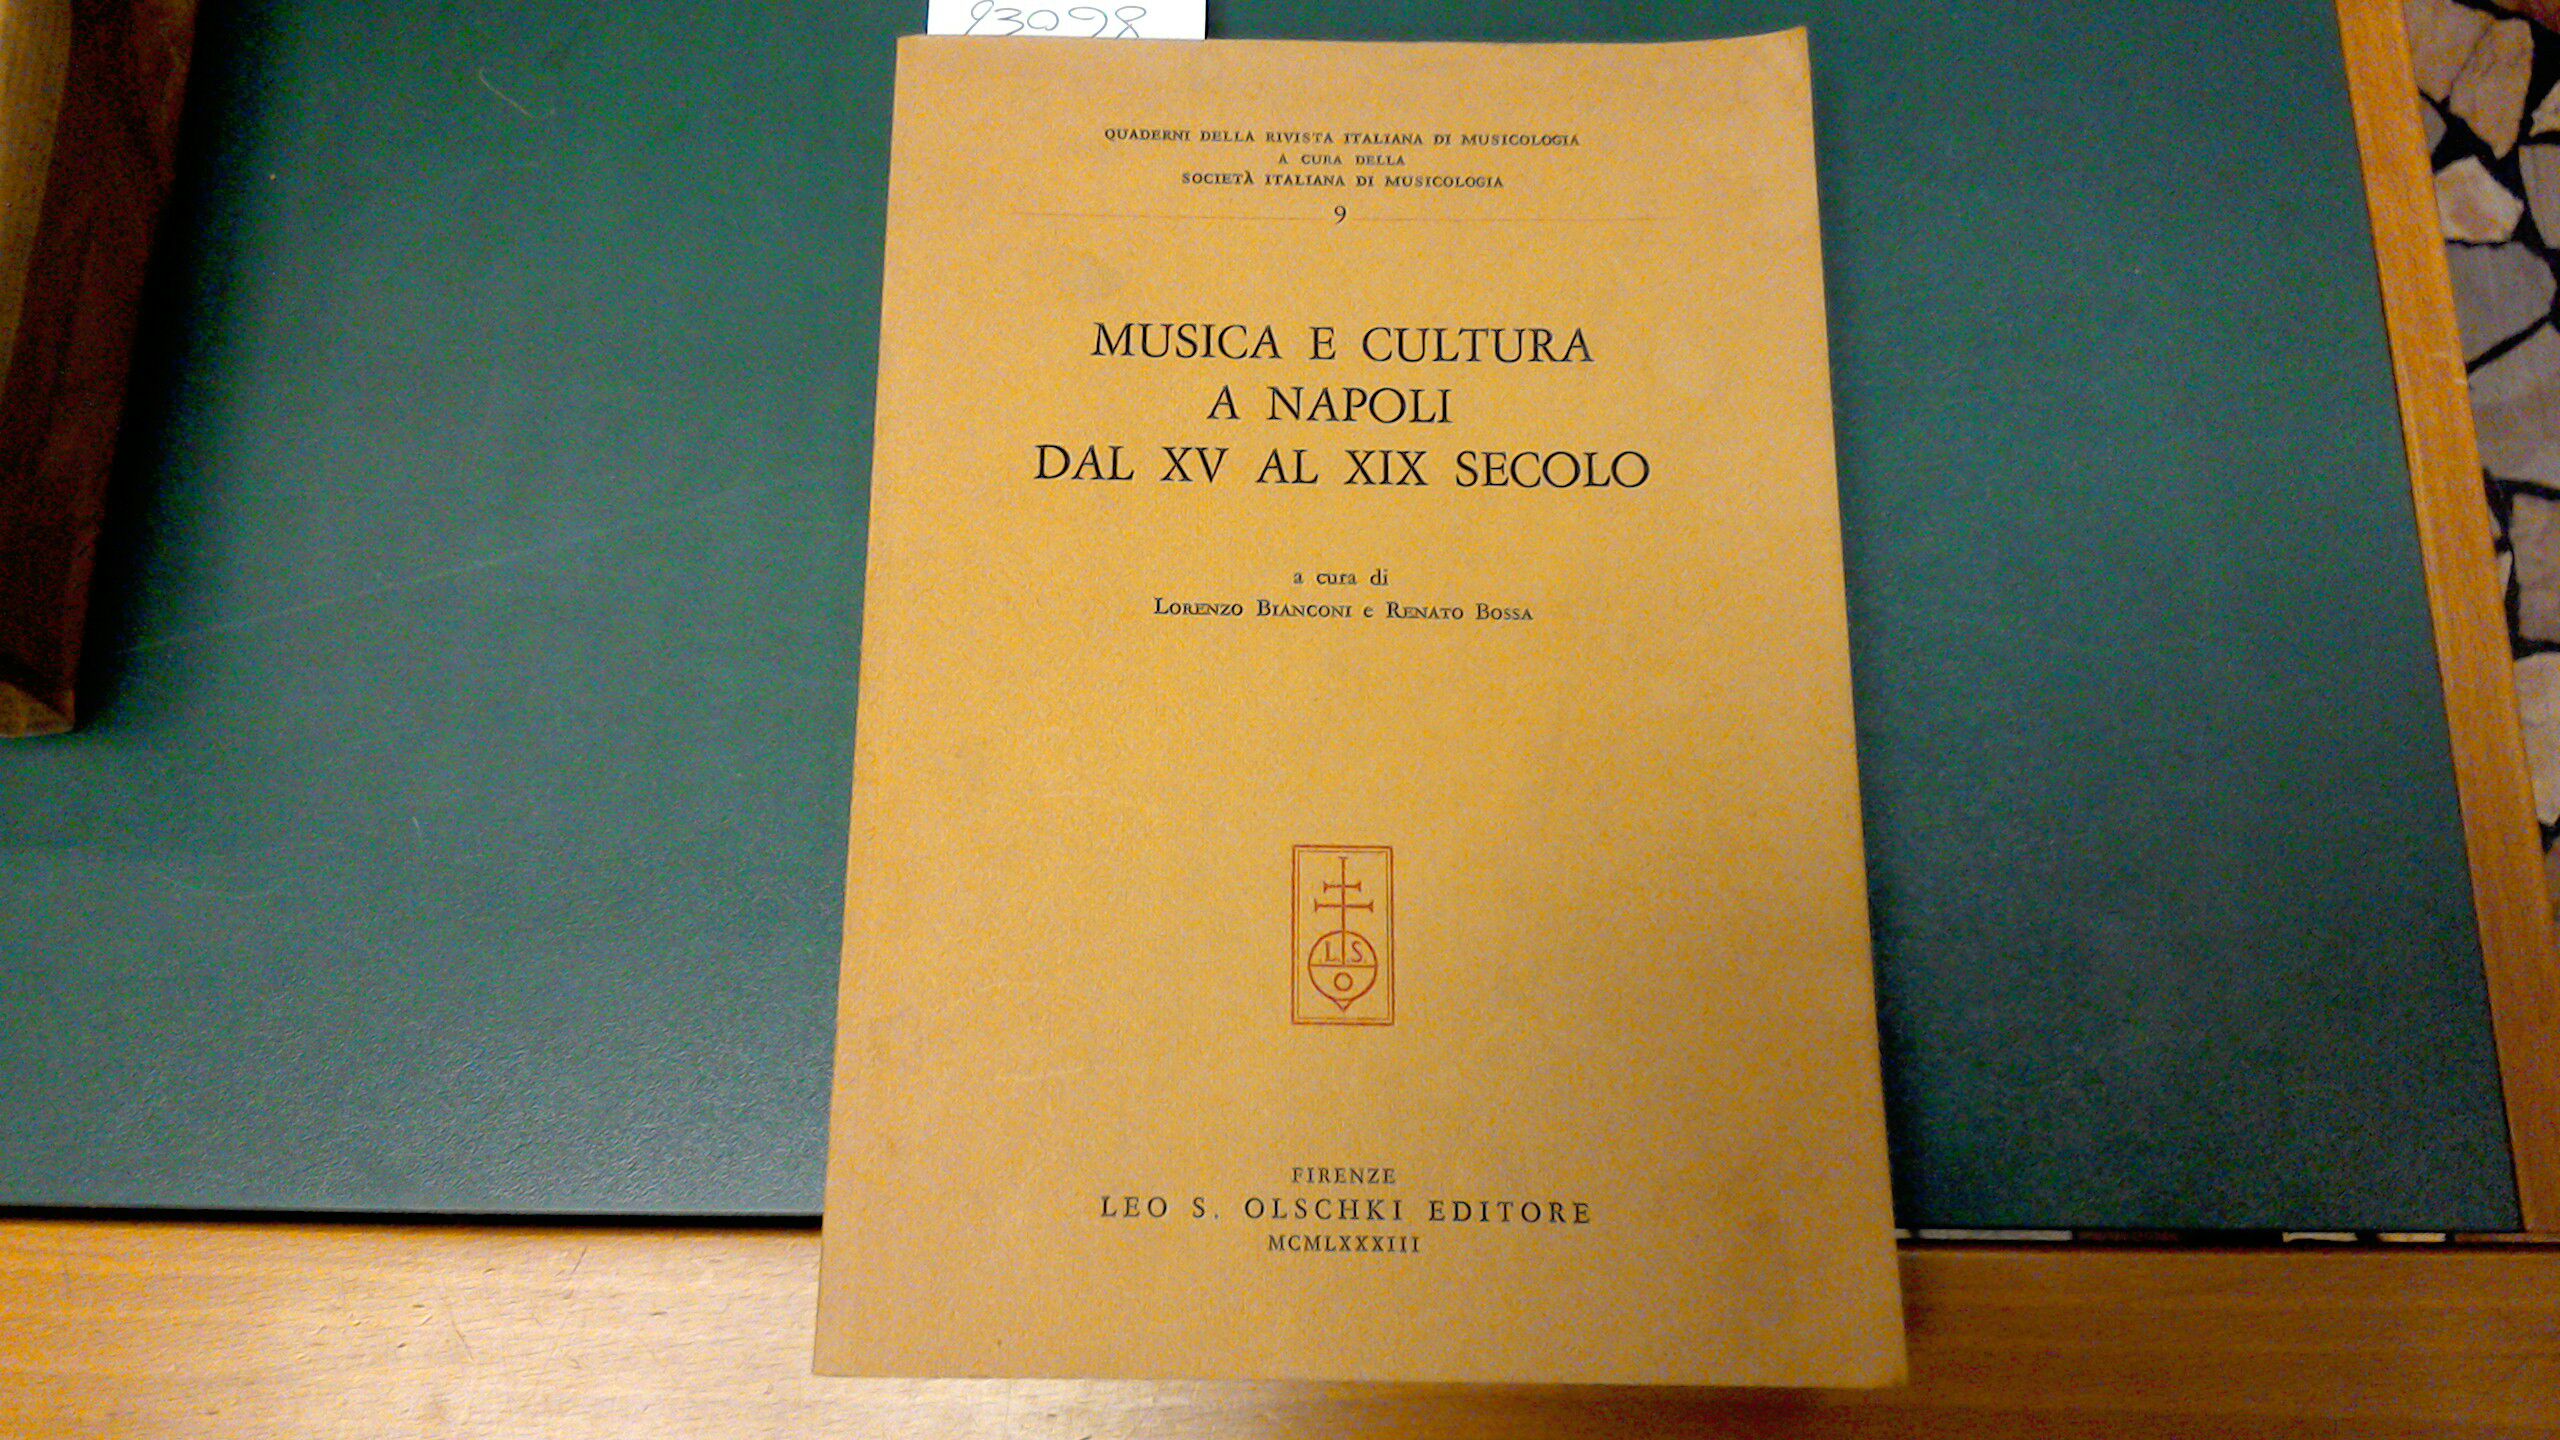 93098
QUADERNI DELLA RIVISTA ITALIANA DI MUSICOLOGIA
A CURA DELLA
SOCIETÀ ITALIANA DI MUSICOLOGIA
9
MUSICA E CULTURA
A NAPOLI
DAL XV AL XIX SECOLO
a cura di
LORENZO BIANCONI e RENATO BOSSA
L. S.
O
FIRENZE
LEO S. OLSCHKI EDITORE
MCMLXXXIII